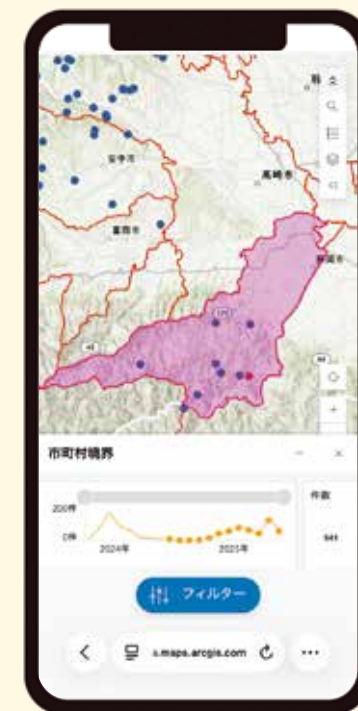 安中市
高崎市
富岡市
市町村境界
件数
200件
0件
2024年
2025年
フィルター
a.maps.arcgis.com